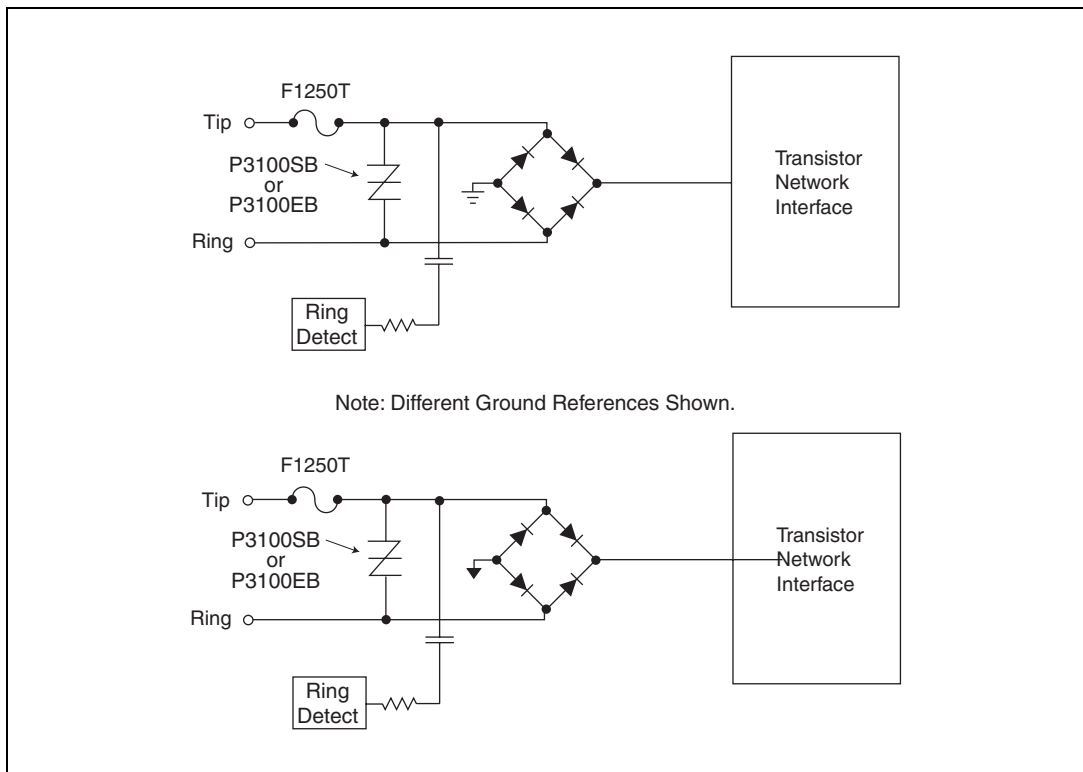 F1250T
Tip
P3100SB
or
P3100EB
Ring
Ring
Detect
Transistor
Network
Interface
Note: Different Ground References Shown.
F1250T
Tip
P3100SB
or
P3100EB
Ring
Ring
Detect
Transistor
Network
Interface